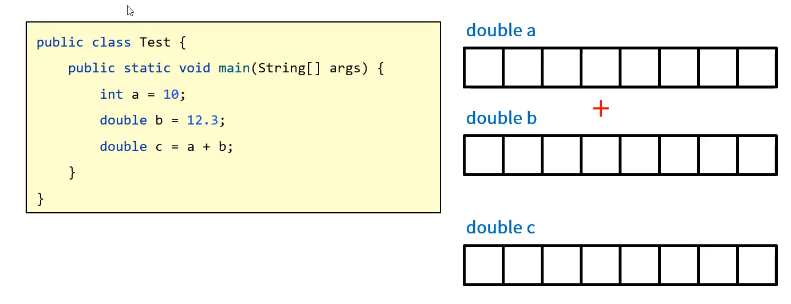 public class Test {
public static void main(String[] args) {
int a = 10;
double b = 12.3;
double c = a + b;
}
}
double a
+
double b
double c